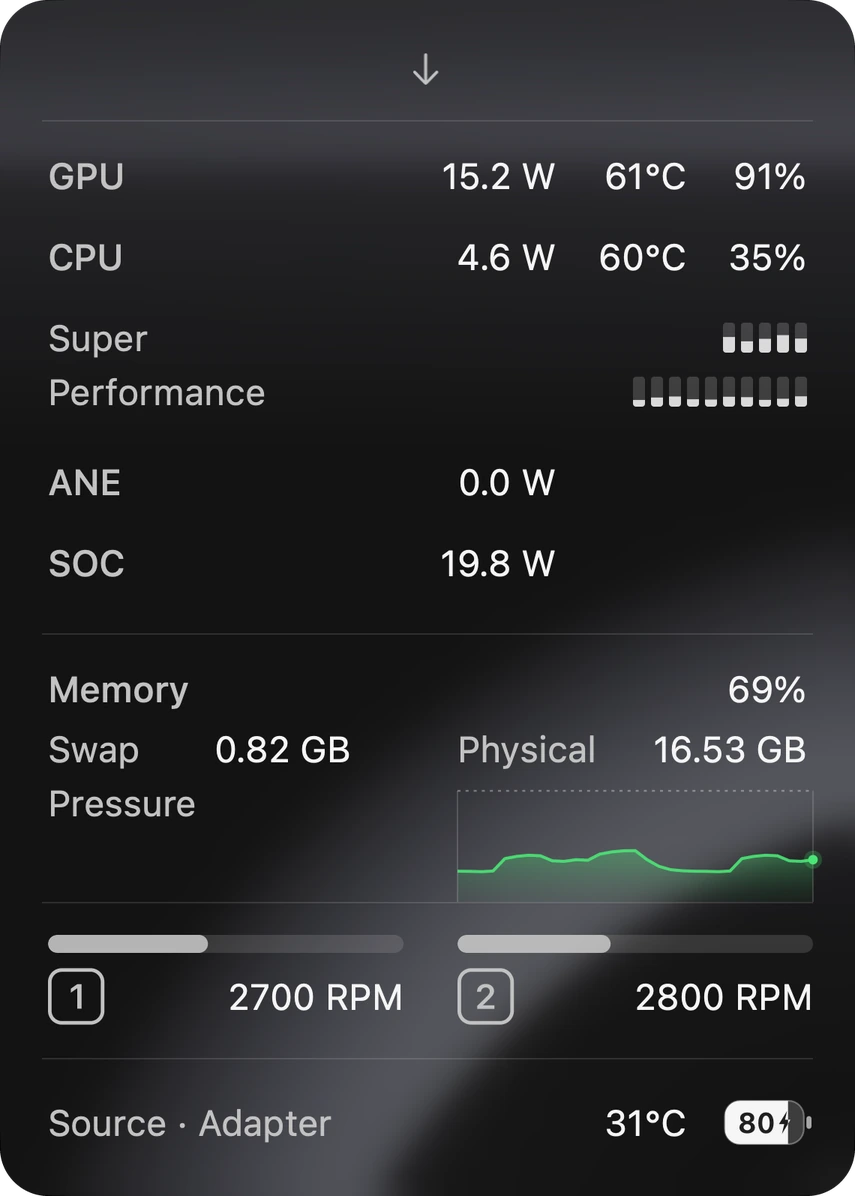 GPU 15.2 W 61°C 91%
CPU 4.6 W 60°C 35%
Super
Performance
ANE 0.0 W
SOC 19.8 W
Memory 69%
Swap 0.82 GB Physical 16.53 GB
Pressure
1 2700 RPM 2 2800 RPM
Source · Adapter 31°C 80